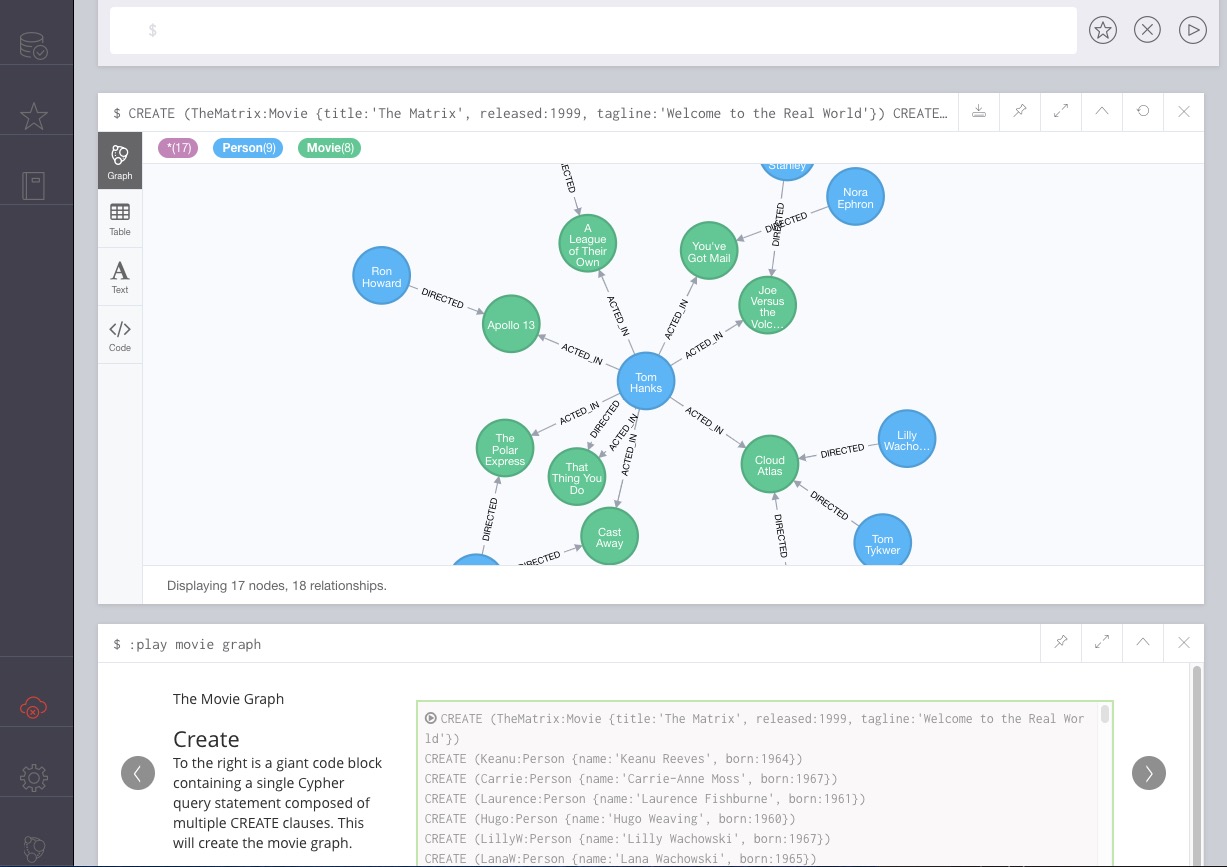 $
$ CREATE (TheMatrix:Movie {title:'The Matrix', released:1999, tagline:'Welcome to the Real World'}) CREATE…
Graph
Table
Text
Code
*(17)
Person(9)
Movie(8)
Stanley
Nora
Ephron
DIRECTED
DIRECTED
A
League
of Their
Own
You've
Got Mail
Ron
Howard
DIRECTED
Joe
Versus
the
Volc…
Apollo 13
ACTED_IN
ACTED_IN
ACTED_IN
ACTED_IN
Tom
Hanks
ACTED_IN
DIRECTED
ACTED_IN
ACTED_IN
ACTED_IN
The
Polar
Express
That
Thing You
Do
Cloud
Atlas
Lilly
Wacho…
DIRECTED
DIRECTED
DIRECTED
DIRECTED
Cast
Away
Tom
Tykwer
Displaying 17 nodes, 18 relationships.
$ :play movie graph
The Movie Graph
Create
To the right is a giant code block
containing a single Cypher
query statement composed of
multiple CREATE clauses. This
will create the movie graph.
CREATE (TheMatrix:Movie {title:'The Matrix', released:1999, tagline:'Welcome to the Real Wor
ld'})
CREATE (Keanu:Person {name:'Keanu Reeves', born:1964})
CREATE (Carrie:Person {name:'Carrie-Anne Moss', born:1967})
CREATE (Laurence:Person {name:'Laurence Fishburne', born:1961})
CREATE (Hugo:Person {name:'Hugo Weaving', born:1960})
CREATE (LillyW:Person {name:'Lilly Wachowski', born:1967})
CREATE (LanaW:Person {name:'Lana Wachowski', born:1965})